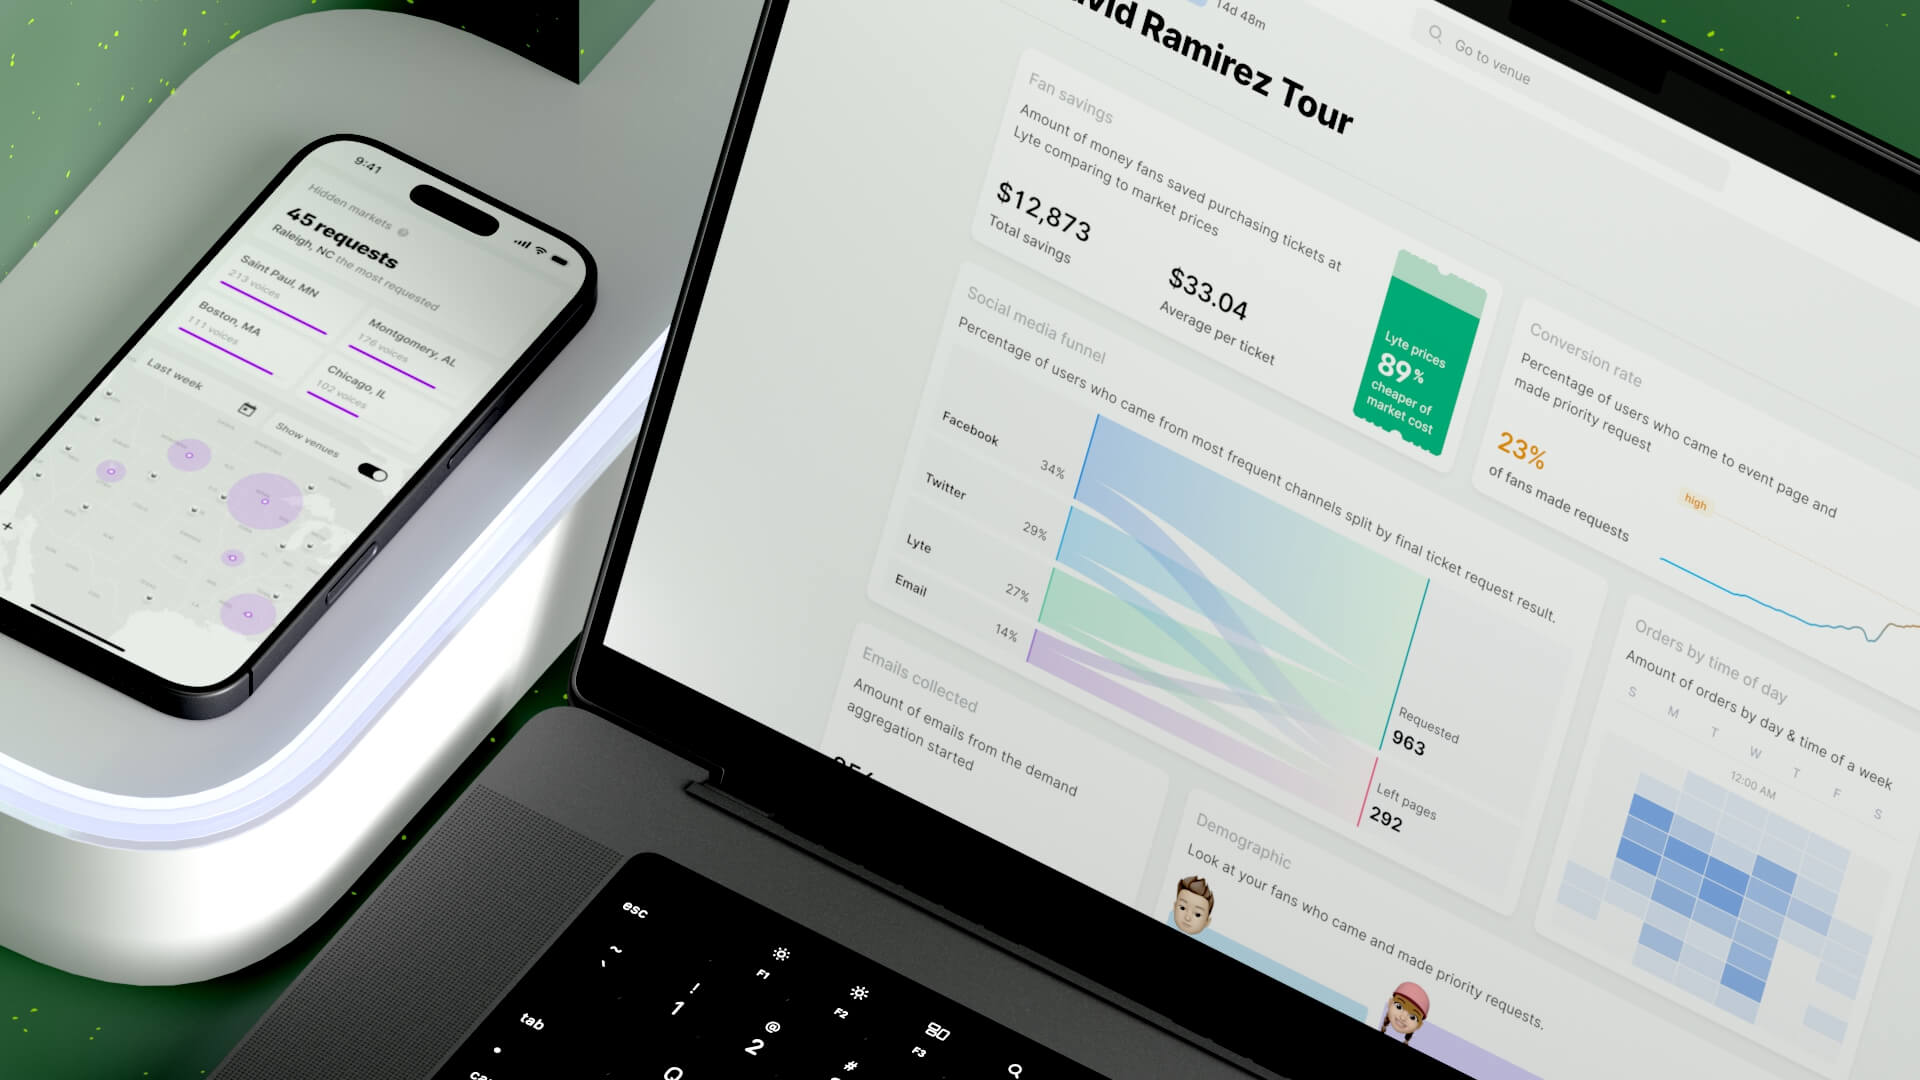 9:41
Hidden markets
45 requests
Raleigh, NC the most requested
Saint Paul, MN
213 voices
Montgomery, AL
176 voices
Boston, MA
111 voices
Chicago, IL
102 voices
Last week
Show venues
14d 48m
Go to venue
Ramirez Tour
Fan savings
Amount of money fans saved purchasing tickets at
Lyte comparing to market prices
$12,873
Total savings
$33.04
Average per ticket
Lyte prices
89%
cheaper of
market cost
Conversion rate
Percentage of users who came to event page and
made priority request
23%
of fans made requests
high
Social media funnel
Percentage of users who came from most frequent channels split by final ticket request result.
Facebook
34%
Twitter
29%
Lyte
27%
Email
14%
Requested
963
Left pages
292
Orders by time of day
Amount of orders by day & time of a week
S M T W T F S
12:00 AM
Emails collected
Amount of emails from the demand
aggregation started
Demographic
Look at your fans who came and made priority requests.
esc
~
`
F1
F2
F3
!
1
@
2
#
tab
Q